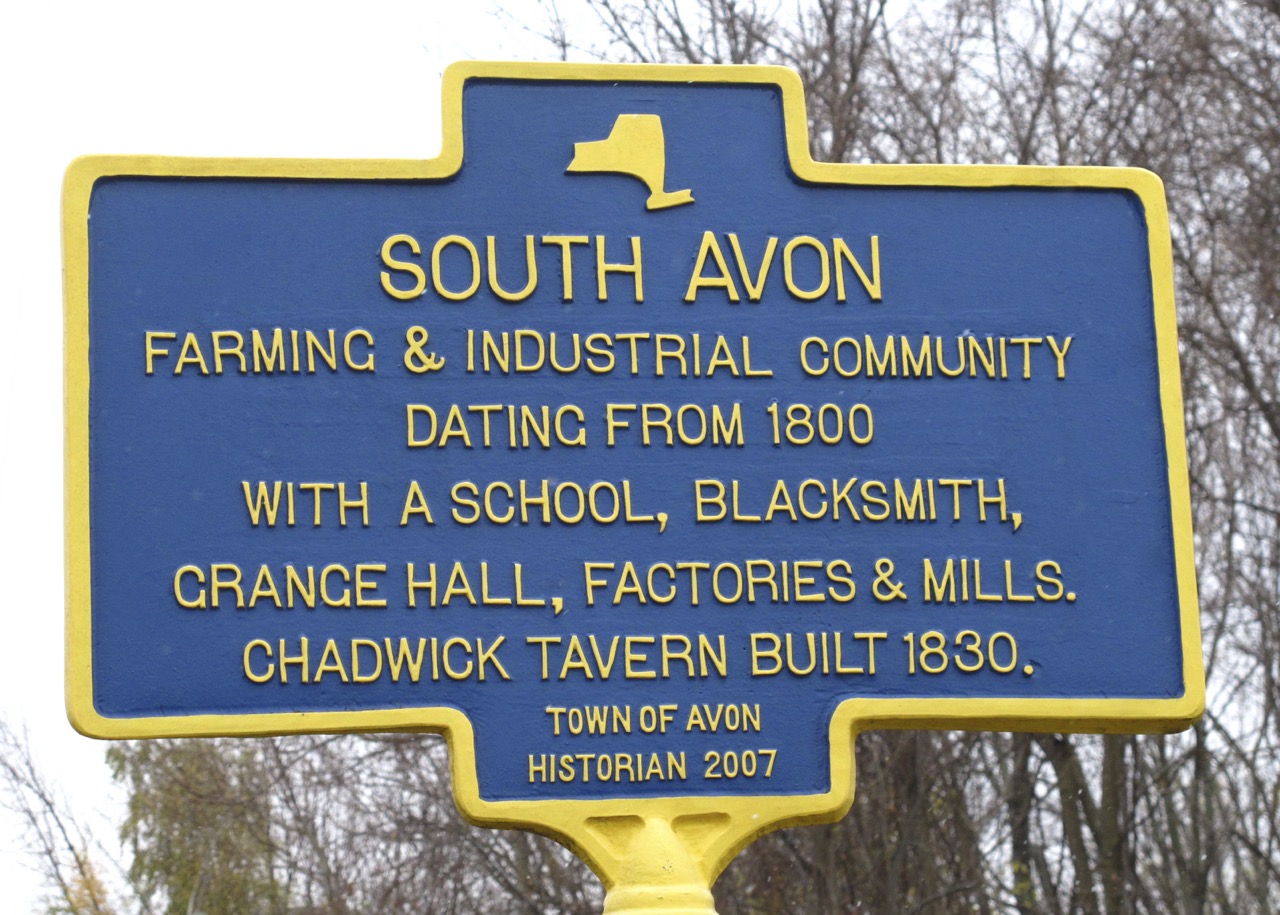 SOUTH AVON
FARMING & INDUSTRIAL COMMUNITY
DATING FROM 1800
WITH A SCHOOL, BLACKSMITH,
GRANGE HALL, FACTORIES & MILLS.
CHADWICK TAVERN BUILT 1830.
TOWN OF AVON
HISTORIAN 2007